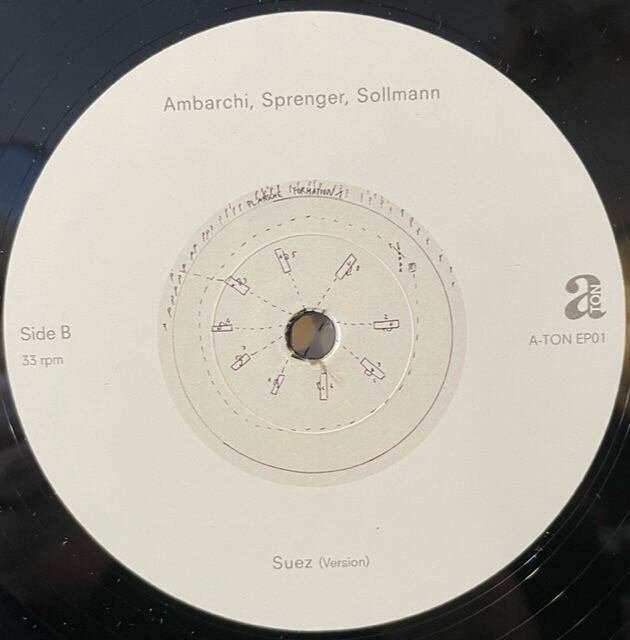 Ambarchi, Sprenger, Sollmann
Side B
33 rpm
a
TON
A-TON EP01
Suez (Version)